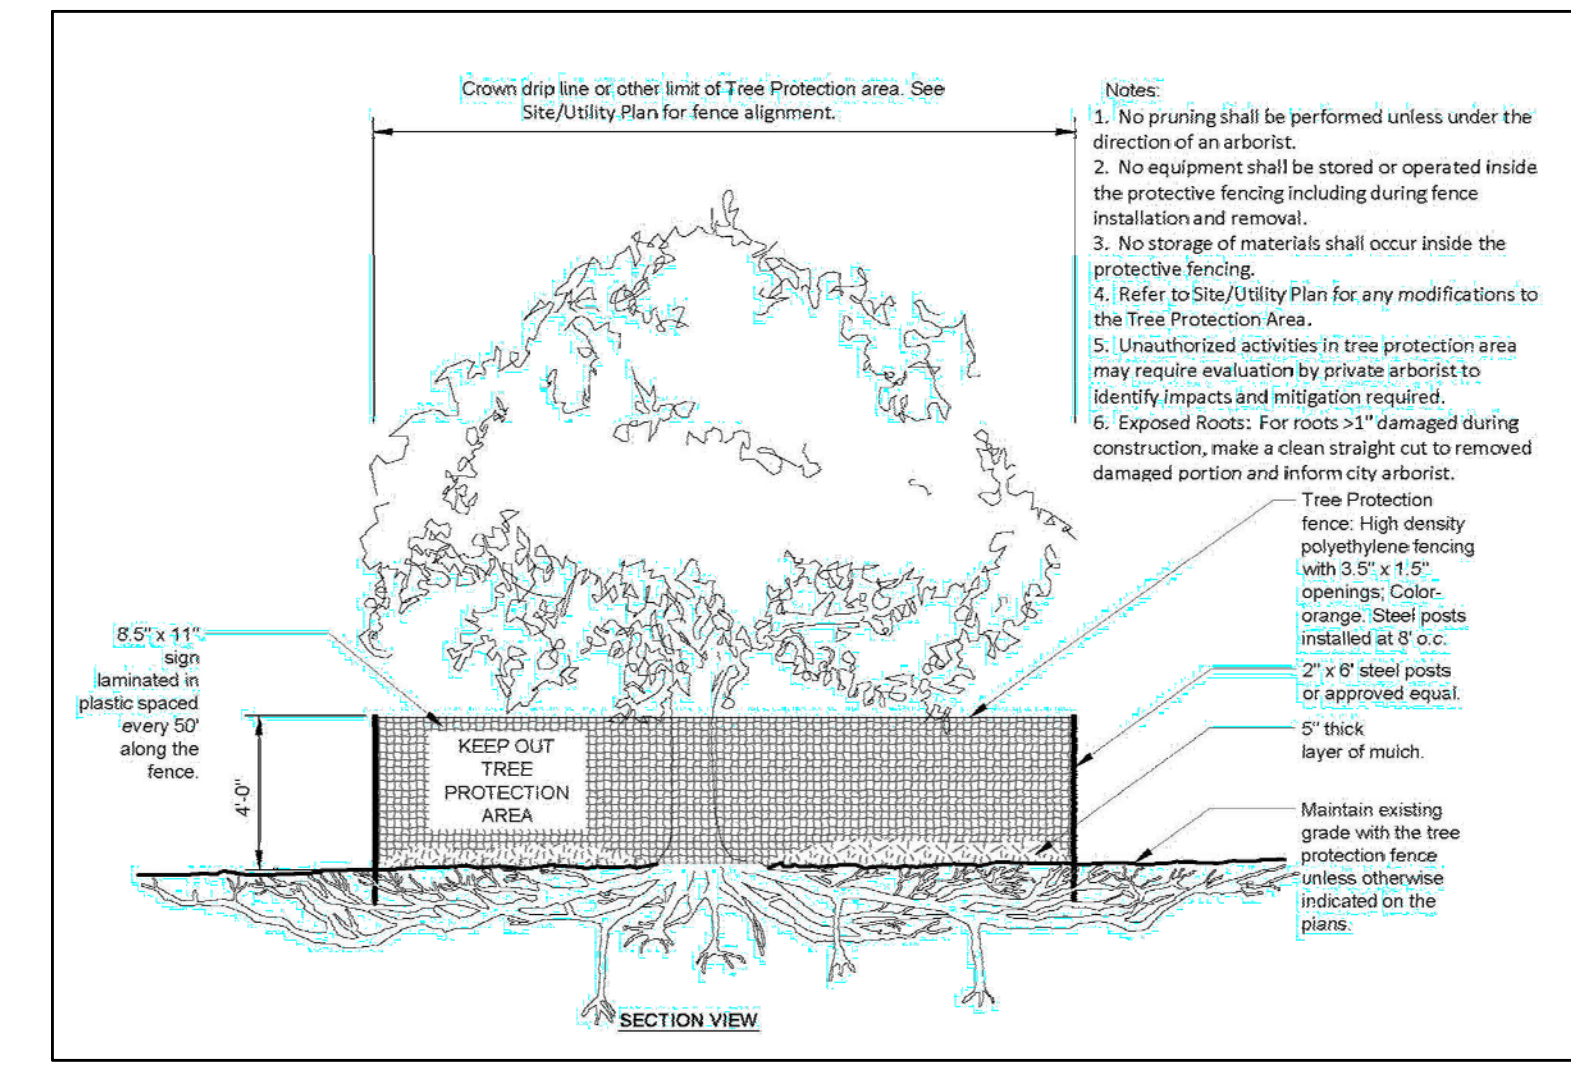 Crown drip line or other limit of Tree Protection area. See
Site/Utility Plan for fence alignment.
Notes:
1. No pruning shall be performed unless under the
direction of an arborist.
2. No equipment shall be stored or operated inside
the protective fencing including during fence
installation and removal.
3. No storage of materials shall occur inside the
protective fencing.
4. Refer to Site/Utility Plan for any modifications to
the Tree Protection Area.
5. Unauthorized activities in tree protection area
may require evaluation by private arborist to
identify impacts and mitigation required.
6. Exposed Roots: For roots >1" damaged during
construction, make a clean straight cut to removed
damaged portion and inform city arborist.
Tree Protection
fence: High density
polyethylene fencing
with 3.5" x 1.5"
openings; Color-
orange. Steel posts
installed at 8' o.c.
2" x 6' steel posts
or approved equal.
5" thick
layer of mulch.
Maintain existing
grade with the tree
protection fence
unless otherwise
indicated on the
plans.
8.5" x 11"
sign
laminated in
plastic spaced
every 50'
along the
fence.
4'-0"
KEEP OUT
TREE
PROTECTION
AREA
SECTION VIEW